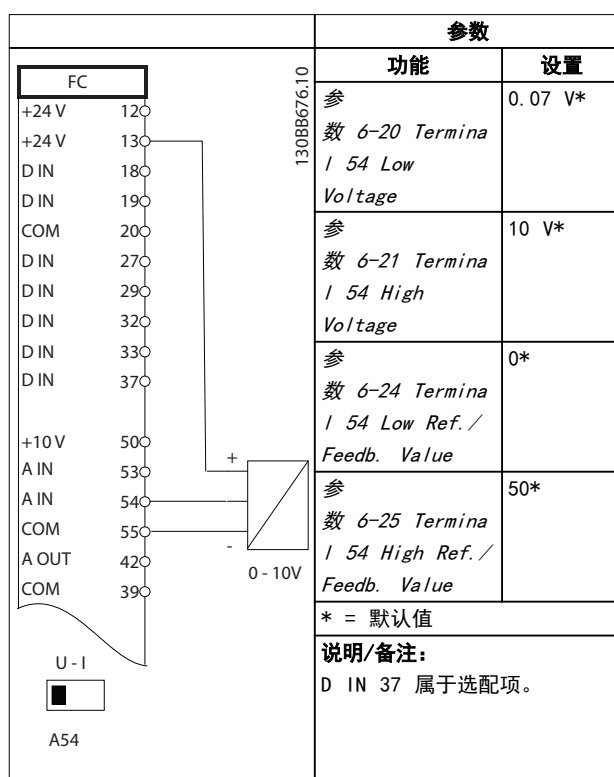 参数
功能 设置
FC
130BB676.10
+24 V 12
+24 V 13
D IN 18
D IN 19
COM 20
D IN 27
D IN 29
D IN 32
D IN 33
D IN 37
+10 V 50
A IN 53
A IN 54
COM 55
A OUT 42
COM 39
+
-
0 - 10V
U - I
A54
参 0.07 V*
数 6-20 Termina
l 54 Low
Voltage
参 10 V*
数 6-21 Termina
l 54 High
Voltage
参 0*
数 6-24 Termina
l 54 Low Ref./
Feedb. Value
参 50*
数 6-25 Termina
l 54 High Ref./
Feedb. Value
* = 默认值
说明/备注：
D IN 37 属于选配项。